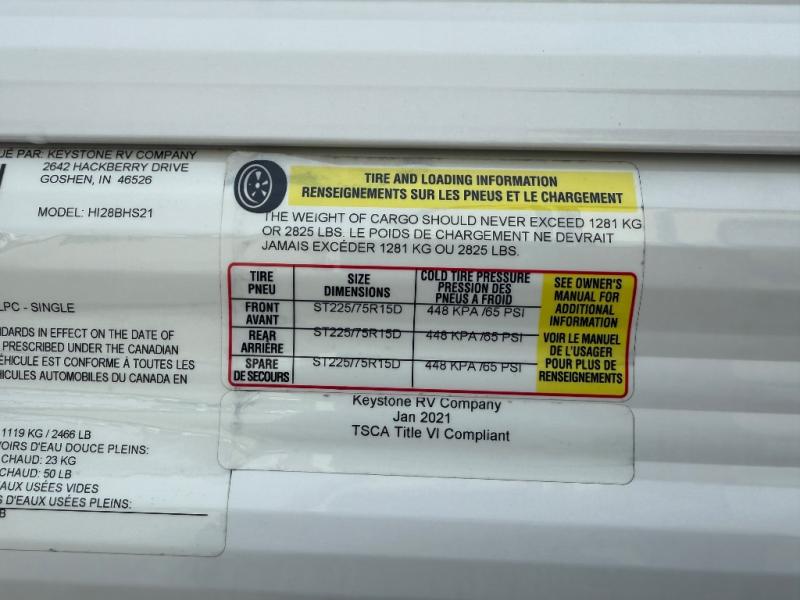 UÉ PAR: KEYSTONE RV COMPANY
2642 HACKBERRY DRIVE
GOSHEN, IN 46526
MODEL: HI28BHS21
LPC - SINGLE
DARDS IN EFFECT ON THE DATE OF
PRESCRIBED UNDER THE CANADIAN
ÉHICULE EST CONFORME À TOUTES LES
HICULES AUTOMOBILES DU CANADA EN
1119 KG / 2466 LB
OIRS D'EAU DOUCE PLEINS:
CHAUD: 23 KG
CHAUD: 50 LB
AUX USÉES VIDES
S D'EAUX USÉES PLEINS:
B
TIRE AND LOADING INFORMATION
RENSEIGNEMENTS SUR LES PNEUS ET LE CHARGEMENT
THE WEIGHT OF CARGO SHOULD NEVER EXCEED 1281 KG
OR 2825 LBS. LE POIDS DE CHARGEMENT NE DEVRAIT
JAMAIS EXCÉDER 1281 KG OU 2825 LBS.
TIRE
PNEU
SIZE
DIMENSIONS
COLD TIRE PRESSURE
PRESSION DES
PNEUS A FROID
FRONT
AVANT
ST225/75R15D
448 KPA /65 PSI
REAR
ARRIÈRE
ST225/75R15D
448 KPA /65 PSI
SPARE
DE SECOURS
ST225/75R15D
448 KPA /65 PSI
SEE OWNER'S
MANUAL FOR
ADDITIONAL
INFORMATION
VOIR LE MANUEL
DE L'USAGER
POUR PLUS DE
RENSEIGNEMENTS
Keystone RV Company
Jan 2021
TSCA Title VI Compliant